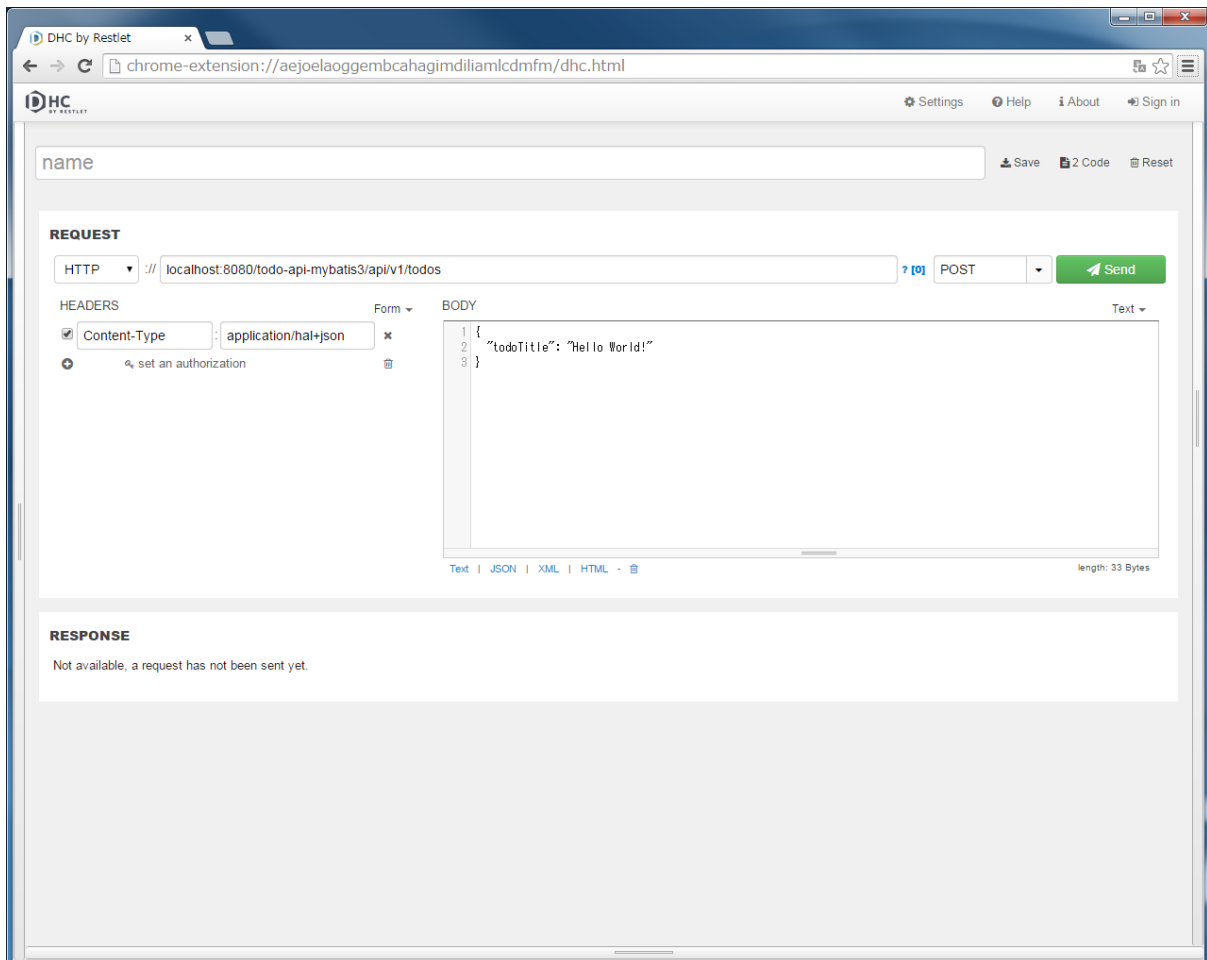 DHC by Restlet
chrome-extension://aejoelaoggembcahagimdiliamlcdmfm/dhc.html
DHC BY RESTLET Settings Help About Sign in
name Save 2 Code Reset
REQUEST
HTTP :// localhost:8080/todo-api-mybatis3/api/v1/todos ? [0] POST Send
HEADERS Form BODY Text
Content-Type : application/hal+json
set an authorization
1 {
2 "todoTitle": "Hello World!"
3 }
Text | JSON | XML | HTML - length: 33 Bytes
RESPONSE
Not available, a request has not been sent yet.